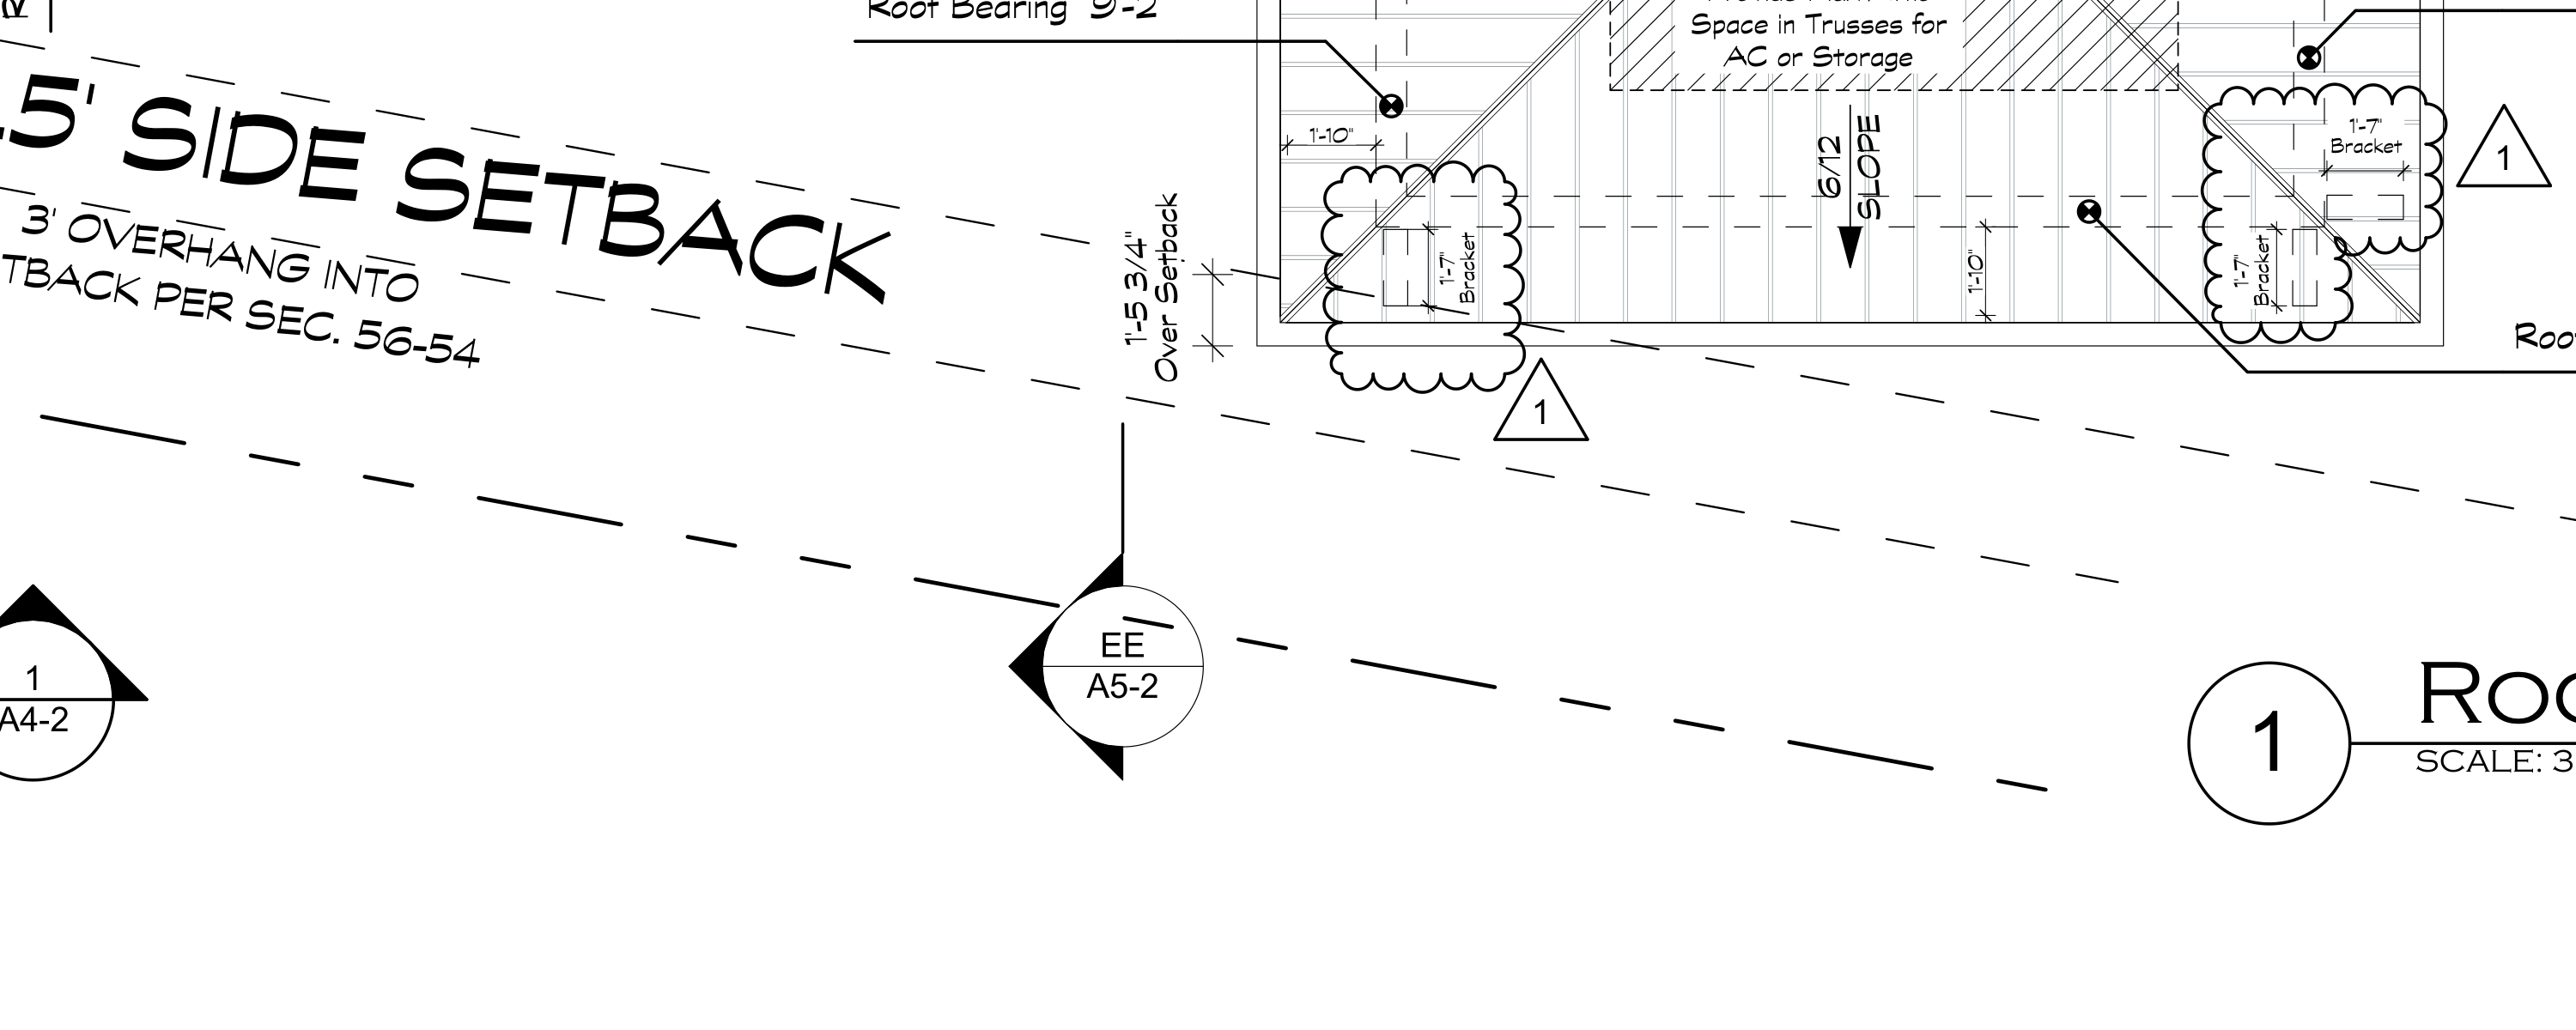 Roof Bearing 9'-2"
Space in Trusses for
AC or Storage
5' SIDE SETBACK
3' OVERHANG INTO
TBACK PER SEC. 56-54
1'-10"
1'-5 3/4"
Over Setback
1'-7"
Bracket
6/12
SLOPE
1'-10"
1'-7"
Bracket
1'-7"
Bracket
1
1
Roo
EE
A5-2
1
A4-2
1
ROO
SCALE: 3